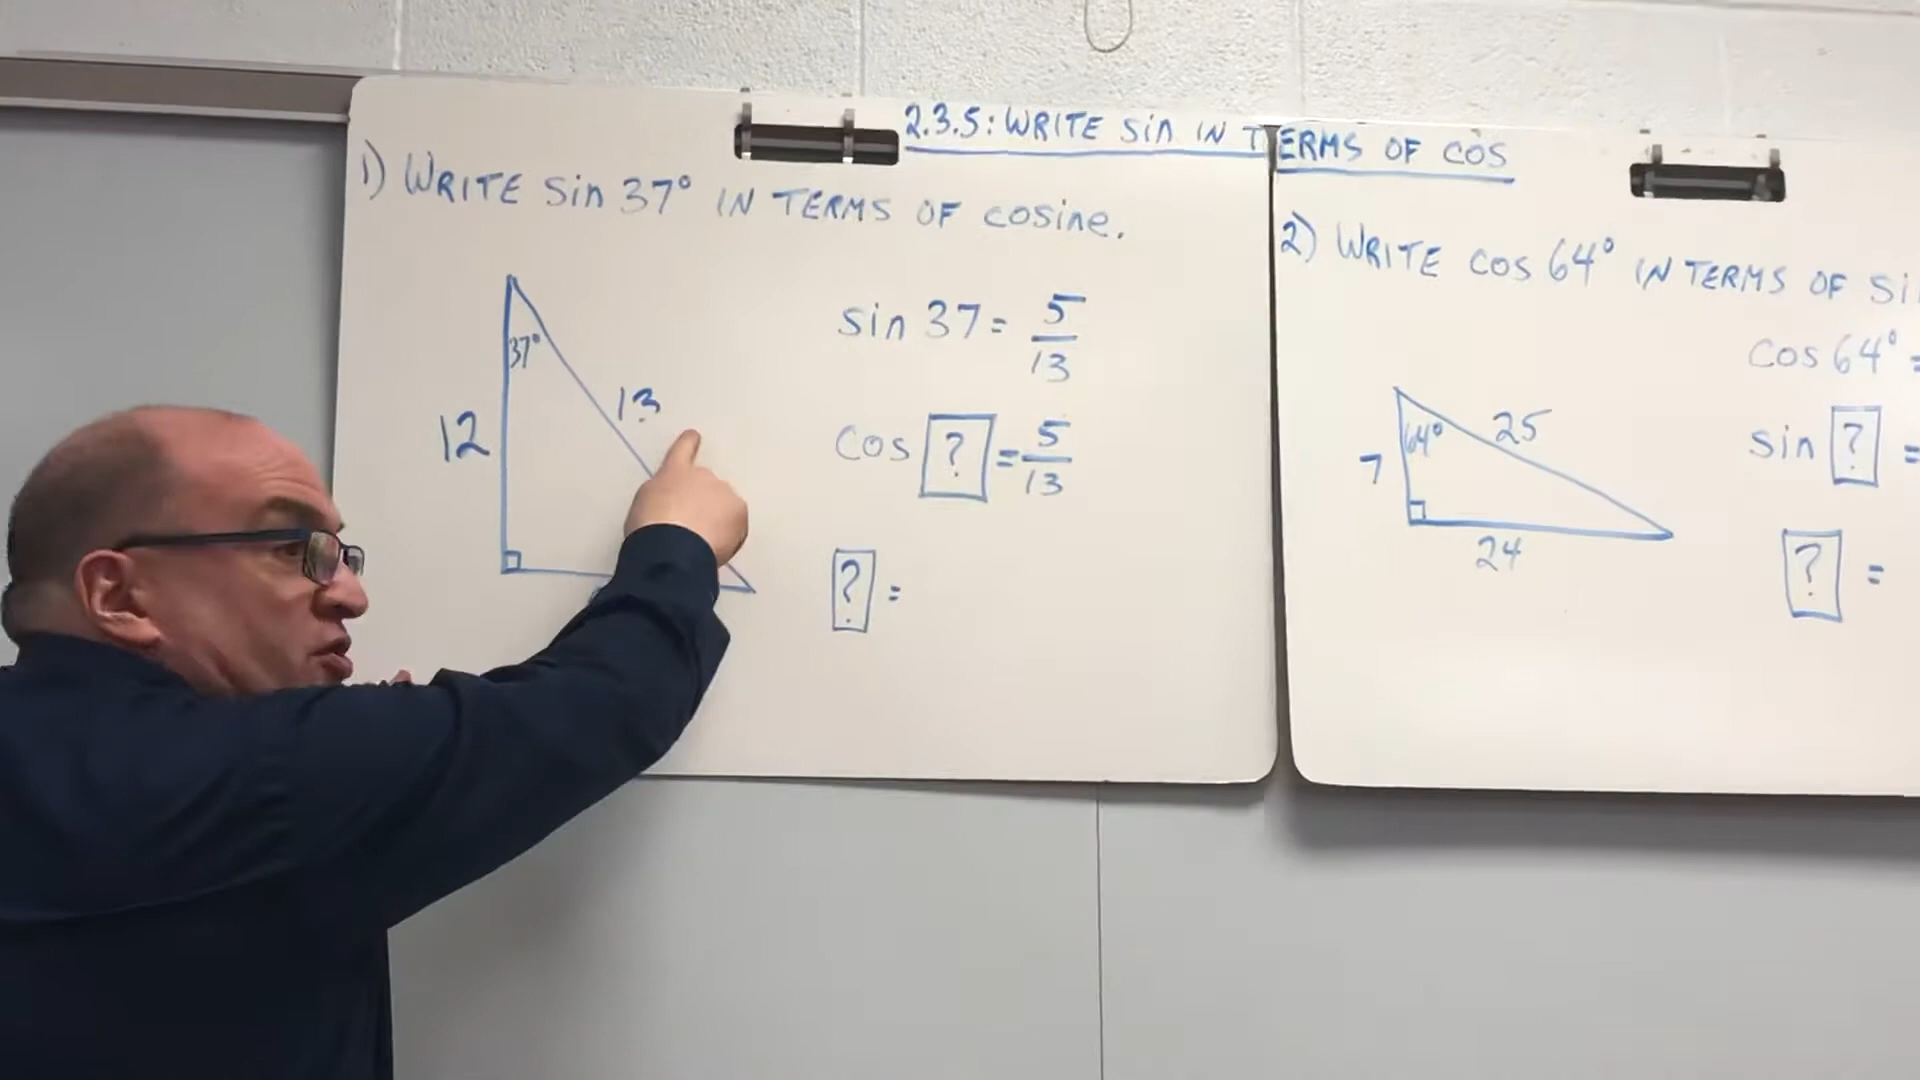 2.3.5: WRITE sin IN TERMS OF cos
1) WRITE sin 37° IN TERMS OF cosine.
37°
12
13
sin 37 = 5/13
cos ? = 5/13
? =
2) WRITE cos 64° IN TERMS OF
cos 64° =
64°
25
7
24
sin ? =
? =